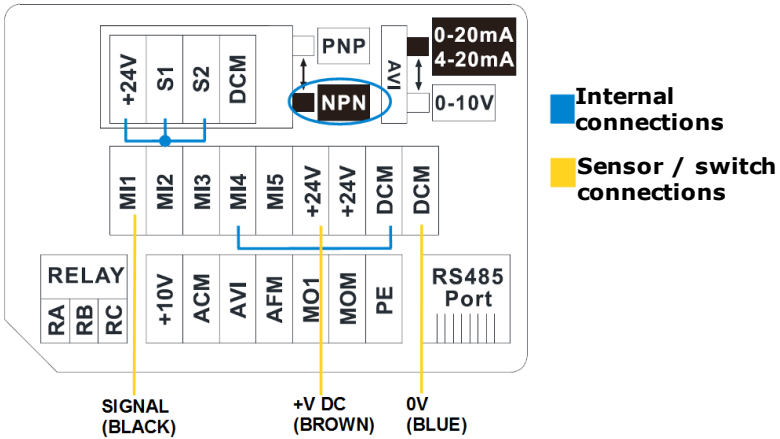 +24V S1 S2 DCM
PNP
NPN
AVI
0-20mA
4-20mA
0-10V
Internal
connections
Sensor / switch
connections
MI1 MI2 MI3 MI4 MI5 +24V +24V DCM DCM
RELAY
RA RB RC
+10V ACM AVI AFM MO1 MOM PE
RS485
Port
SIGNAL
(BLACK)
+V DC
(BROWN)
0V
(BLUE)